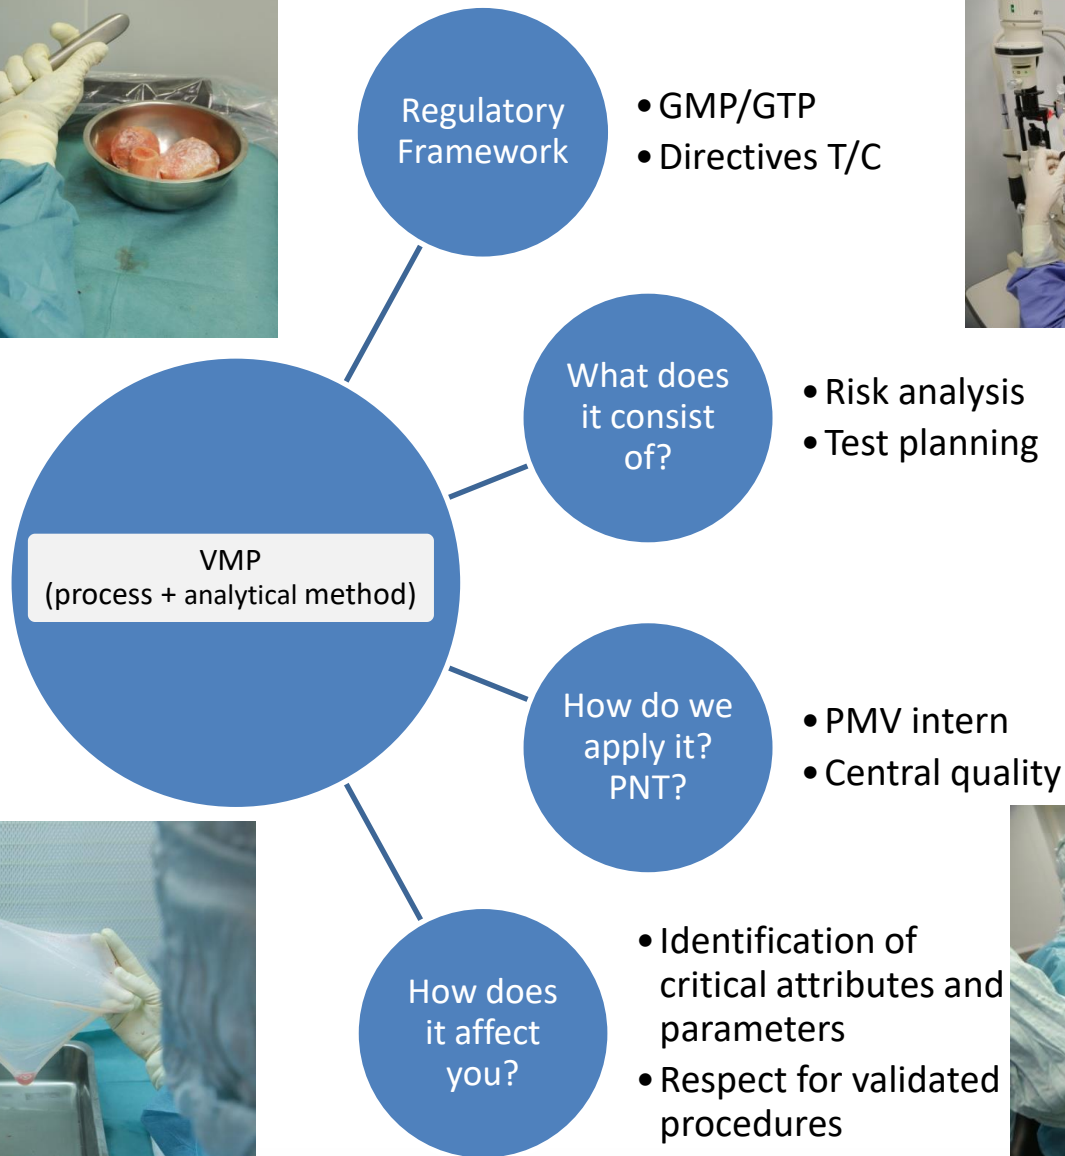 Regulatory
Framework
• GMP/GTP
• Directives T/C
What does
it consist
of?
• Risk analysis
• Test planning
VMP
(process + analytical method)
How do we
apply it?
PNT?
• PMV intern
• Central quality
How does
it affect
you?
• Identification of
critical attributes and
parameters
• Respect for validated
procedures